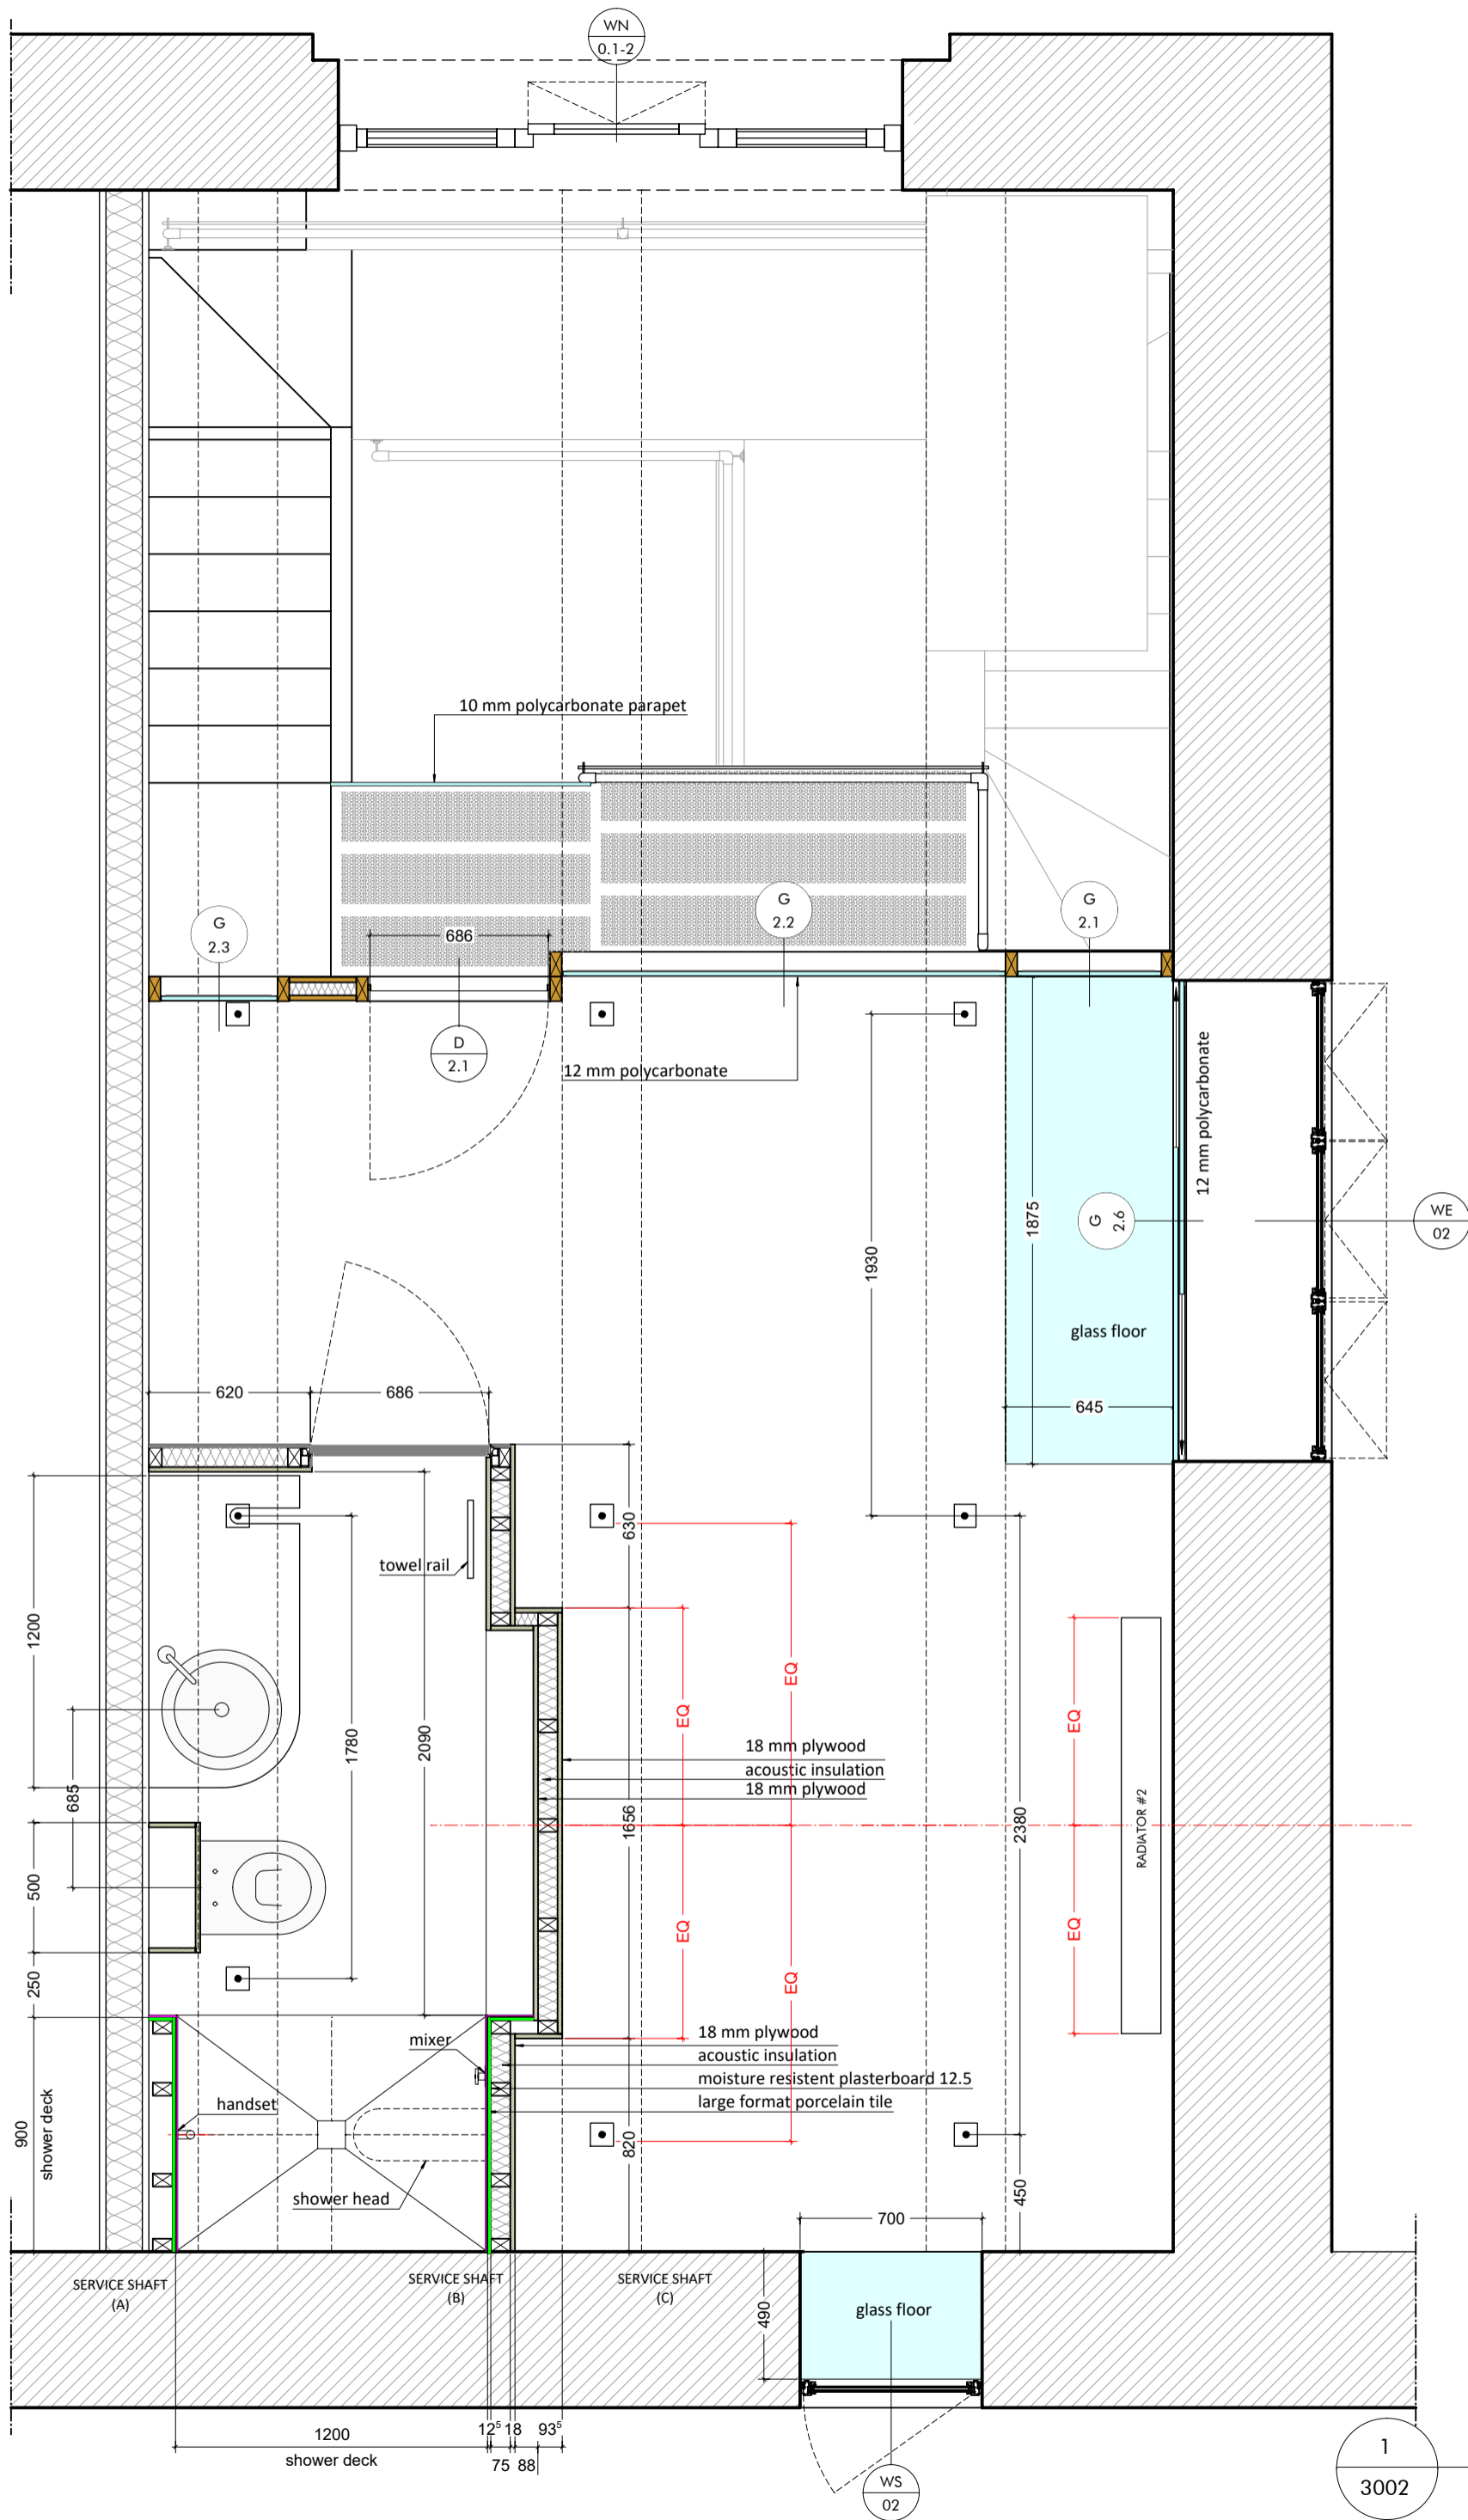 WN
0.1-2
10 mm polycarbonate parapet
G
2.3
686
G
2.2
G
2.1
D
2.1
12 mm polycarbonate
12 mm polycarbonate
1930
1875
G
2.6
WE
02
glass floor
620
686
645
630
towel rail
1200
1780
2090
EQ
EQ
EQ
685
18 mm plywood
acoustic insulation
18 mm plywood
1656
2380
RADIATOR #2
500
EQ
EQ
EQ
250
18 mm plywood
mixer
acoustic insulation
moisture resistent plasterboard 12.5
large format porcelain tile
handset
900
shower deck
820
shower head
450
700
SERVICE SHAFT
(A)
SERVICE SHAFT
(B)
SERVICE SHAFT
(C)
490
glass floor
1200
shower deck
12⁵ 18 93⁵
75 88
WS
02
1
3002